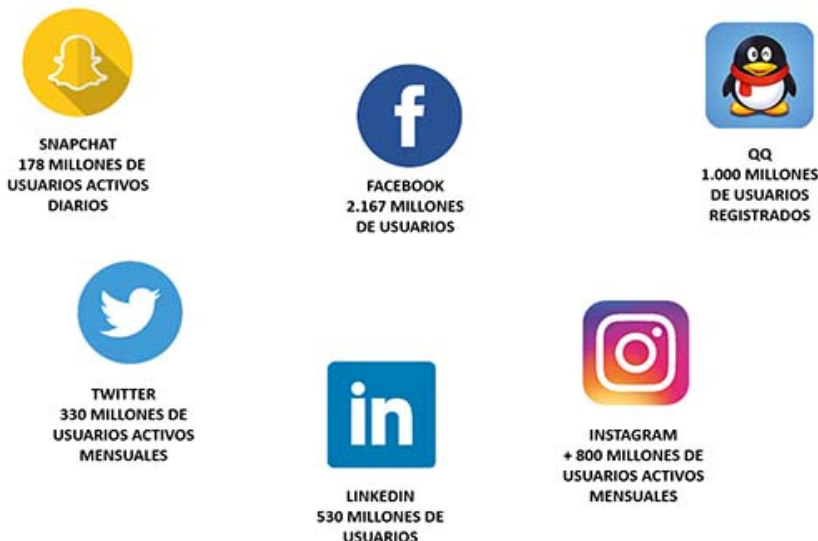 SNAPCHAT
178 MILLONES DE
USUARIOS ACTIVOS
DIARIOS
f
FACEBOOK
2.167 MILLONES
DE USUARIOS
QQ
1.000 MILLONES
DE USUARIOS
REGISTRADOS
TWITTER
330 MILLONES DE
USUARIOS ACTIVOS
MENSUALES
in
LINKEDIN
530 MILLONES DE
USUARIOS
INSTAGRAM
+ 800 MILLONES DE
USUARIOS ACTIVOS
MENSUALES